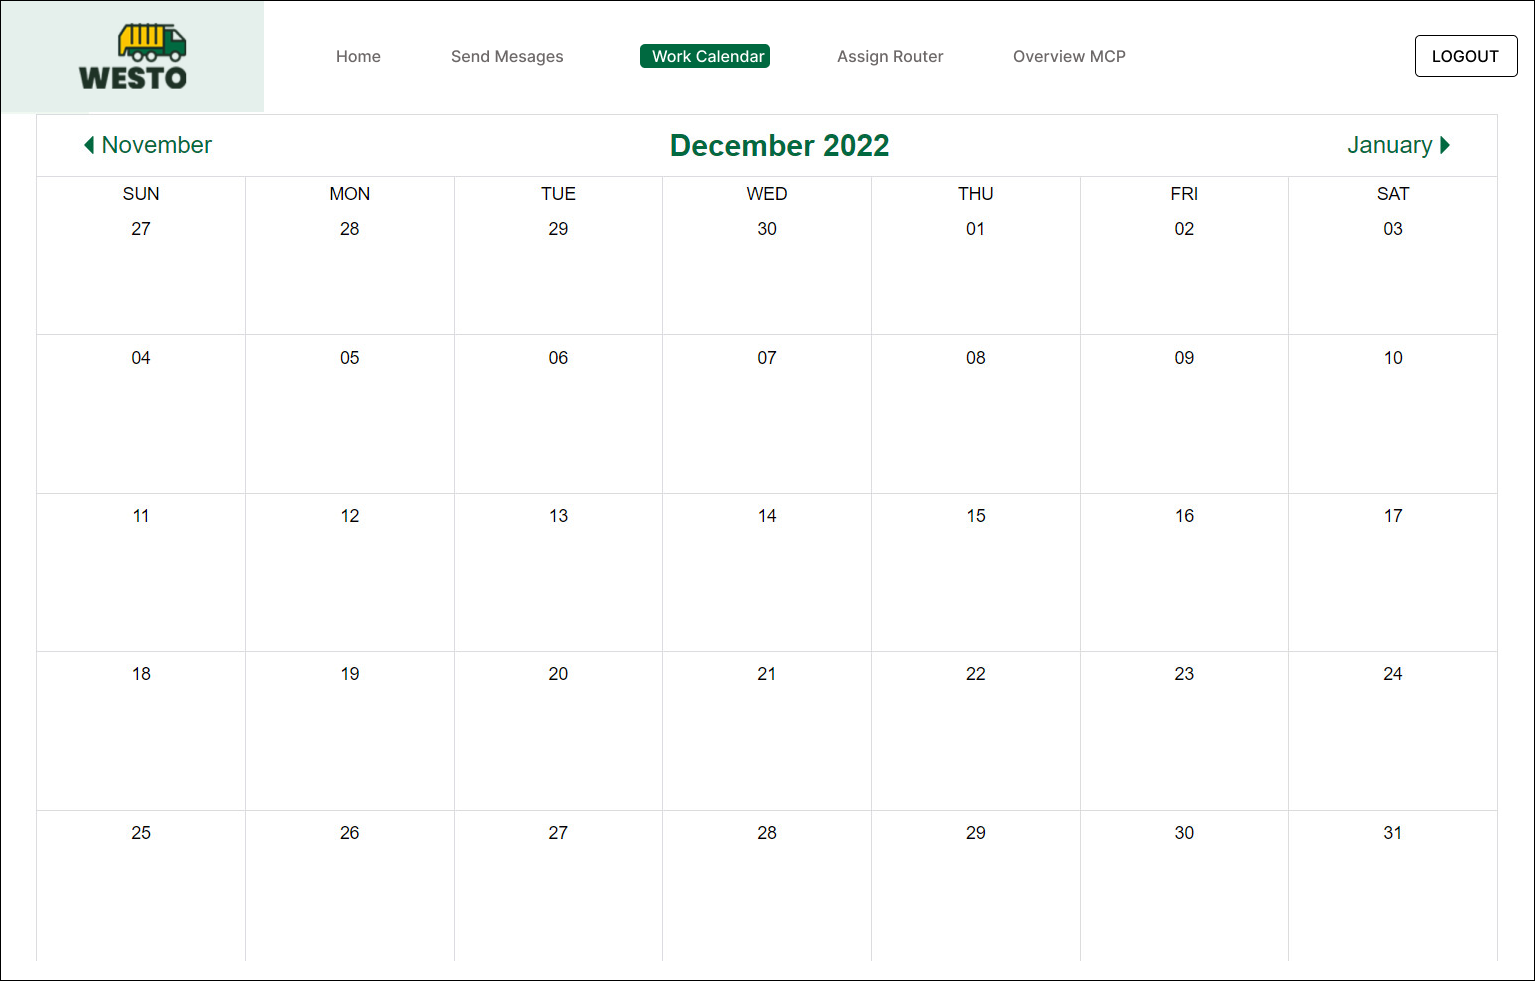 WESTO
Home Send Mesages Work Calendar Assign Router Overview MCP LOGOUT
November December 2022 January
SUN MON TUE WED THU FRI SAT
27 28 29 30 01 02 03
04 05 06 07 08 09 10
11 12 13 14 15 16 17
18 19 20 21 22 23 24
25 26 27 28 29 30 31